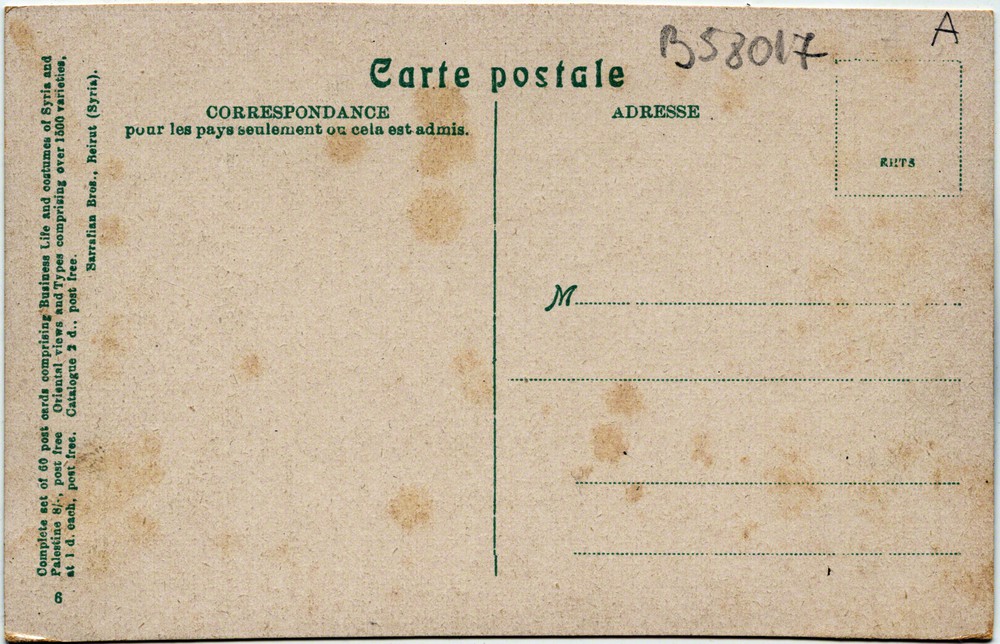 B58017
A
Carte postale
CORRESPONDANCE
pour les pays seulement ou cela est admis.
ADRESSE
M
Complete set of 60 post cards comprising Business Life and costumes of Syria and
Palestine 8/-, post free Oriental views and Types comprising over 1500 varieties,
at 1 d. each, post free. Catalogue 2 d., post free.
Sarrafian Bros., Beirut (Syria).
6